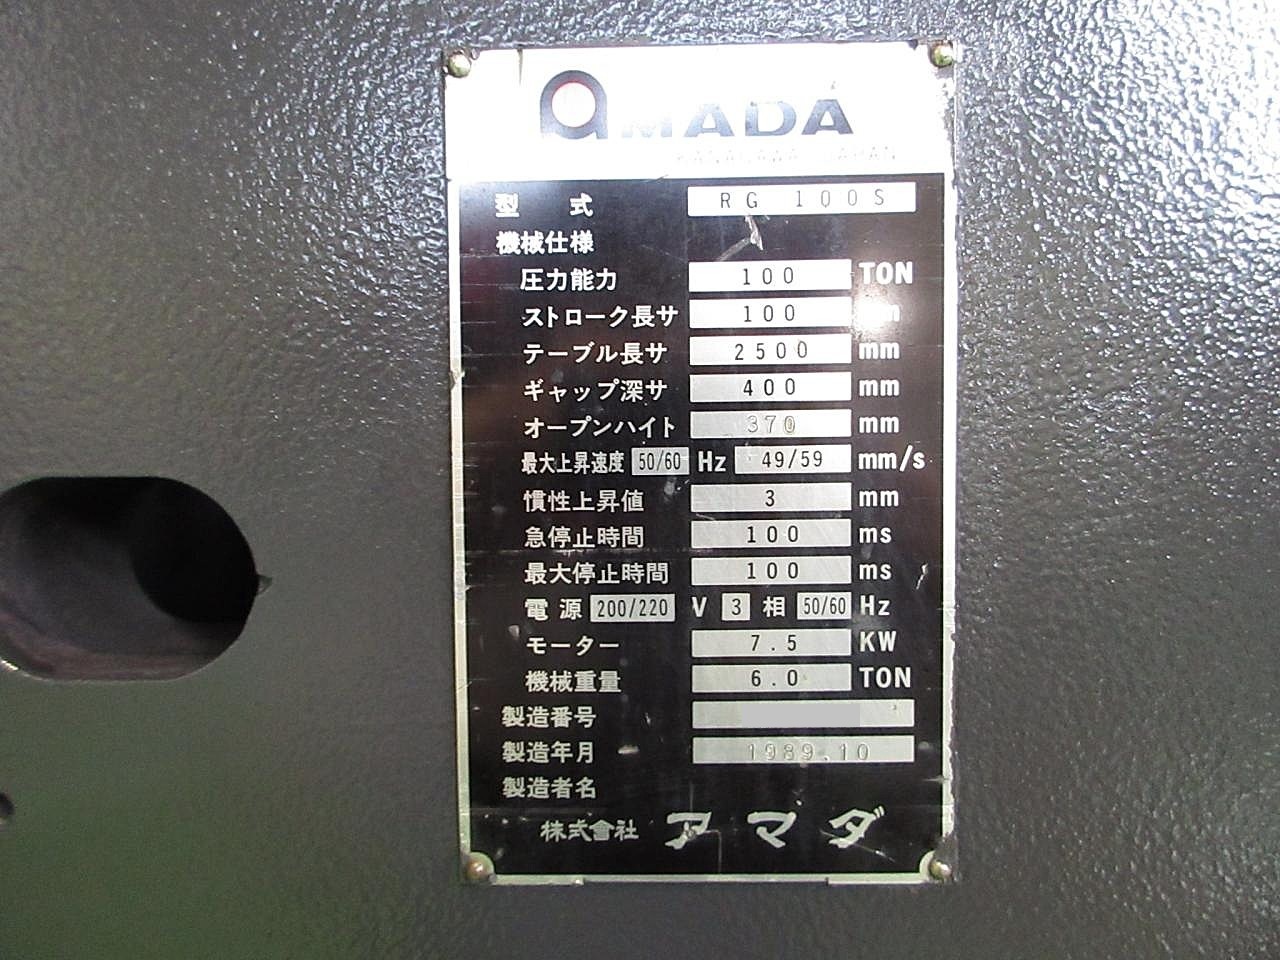 amADA
KANAGAWA JAPAN
型 式 RG 100S
機械仕様
圧力能力 100 TON
ストローク長サ 100 mm
テーブル長サ 2500 mm
ギャップ深サ 400 mm
オープンハイト 370 mm
最大上昇速度 50/60 Hz 49/59 mm/s
慣性上昇値 3 mm
急停止時間 100 ms
最大停止時間 100 ms
電源 200/220 V 3 相 50/60 Hz
モーター 7.5 KW
機械重量 6.0 TON
製造番号
製造年月 1989.10
製造者名
株式會社 アマダ